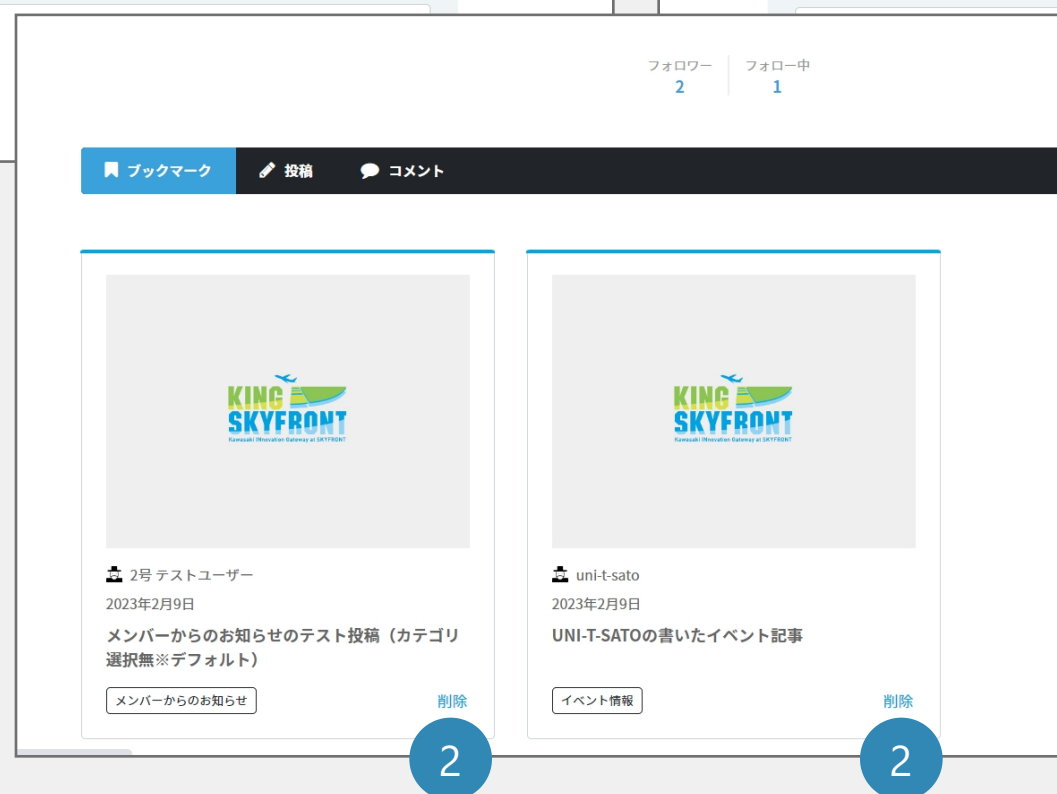 フォロワー
2
フォロー中
1
ブックマーク 投稿 コメント
KING
SKYFRONT
Kawasaki INnovation Gateway at SKYFRONT
2号 テストユーザー
2023年2月9日
メンバーからのお知らせのテスト投稿（カテゴリ
選択無※デフォルト）
メンバーからのお知らせ
削除
2
KING
SKYFRONT
Kawasaki INnovation Gateway at SKYFRONT
uni-t-sato
2023年2月9日
UNI-T-SATOの書いたイベント記事
イベント情報
削除
2